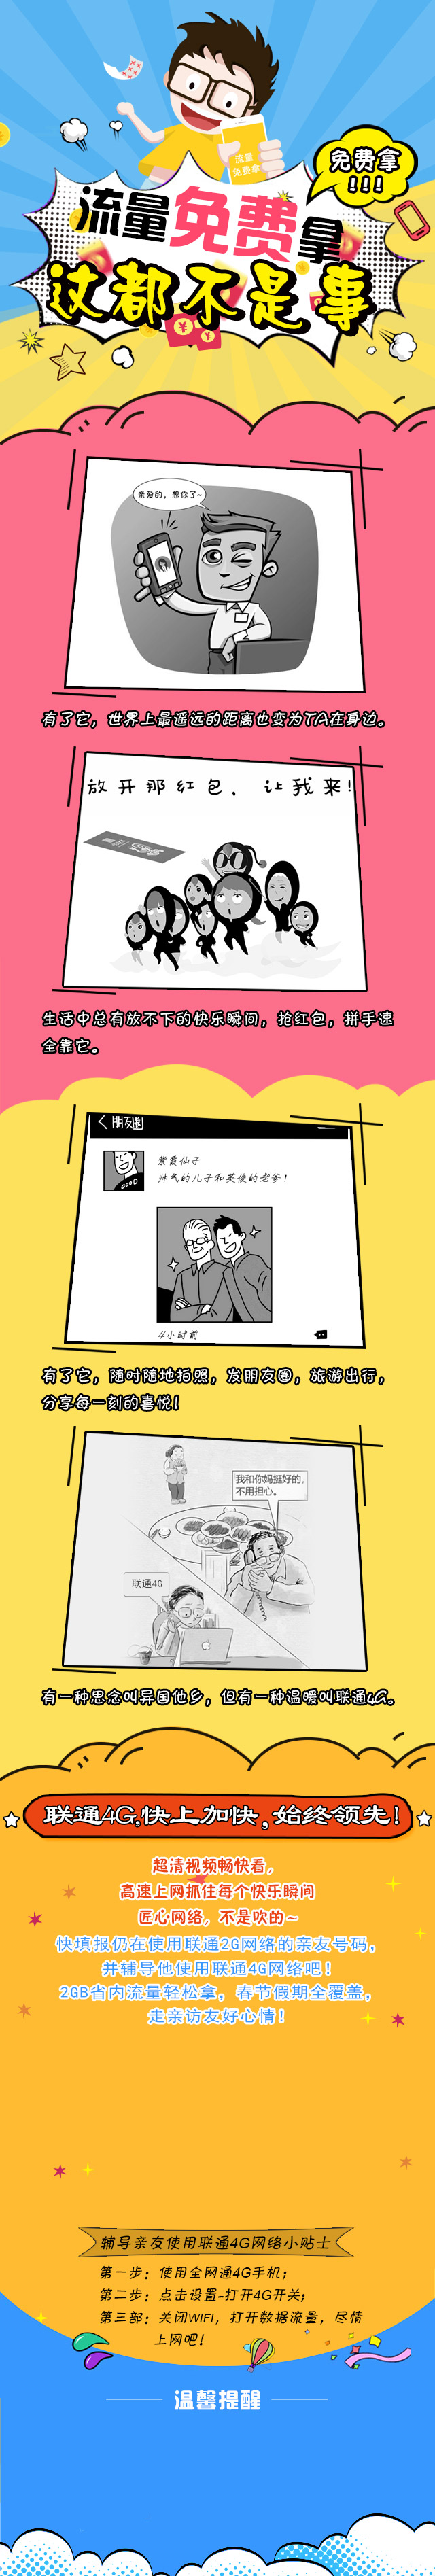 流量
免费拿
免费拿
!!!
流量免费拿
这都不是事
亲爱的，想你了~
有了它，世界上最遥远的距离也变为TA在身边。
放开那红包，让我来!
生活中总有放不下的快乐瞬间，抢红包，拼手速
全靠它。
朋友圈
紫霞仙子
帅气的儿子和英俊的老爹!
GOOD
4小时前
有了它，随时随地拍照，发朋友圈，旅游出行，
分享每一刻的喜悦!
我和你妈挺好的，
不用担心。
联通4G
有一种思念叫异国他乡，但有一种温暖叫联通4G。
联通4G,快上加快,始终领先!
超清视频畅快看，
高速上网抓住每个快乐瞬间
匠心网络，不是吹的~
快填报仍在使用联通2G网络的亲友号码，
并辅导他使用联通4G网络吧!
2GB省内流量轻松拿，春节假期全覆盖，
走亲访友好心情!
辅导亲友使用联通4G网络小贴士
第一步：使用全网通4G手机；
第二步：点击设置-打开4G开关；
第三部：关闭WIFI，打开数据流量，尽情
上网吧!
温馨提醒